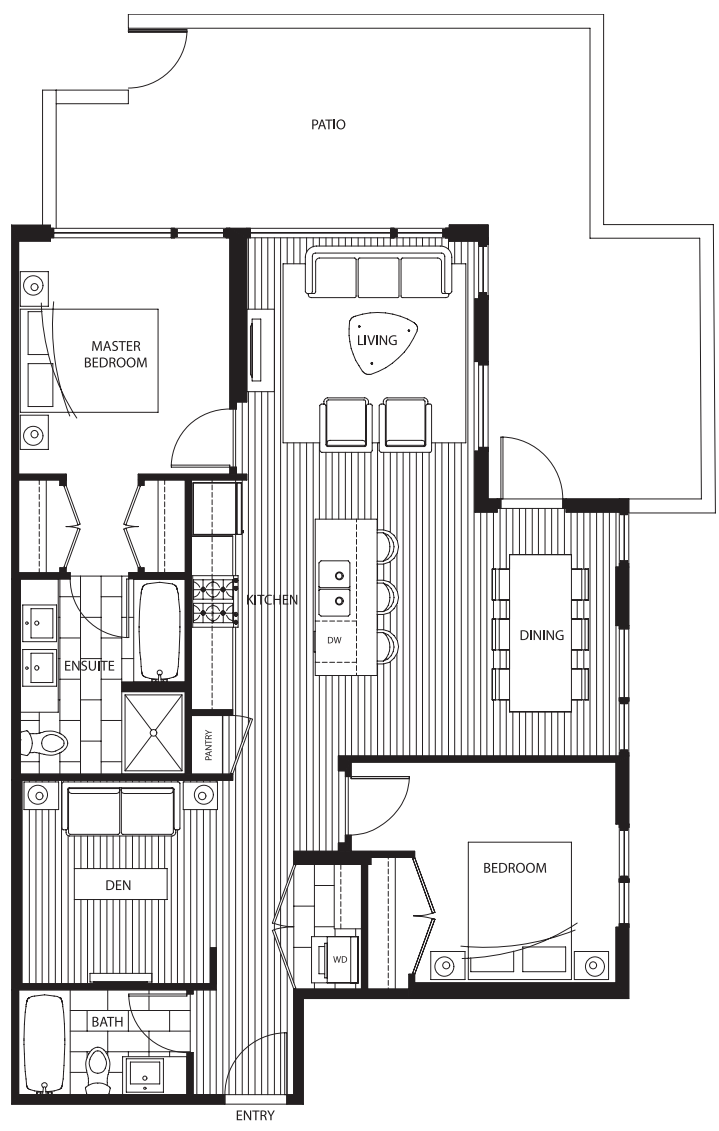 PATIO
LIVING
MASTER
BEDROOM
KITCHEN
DW
DINING
ENSUITE
PANTRY
BEDROOM
DEN
WD
BATH
ENTRY